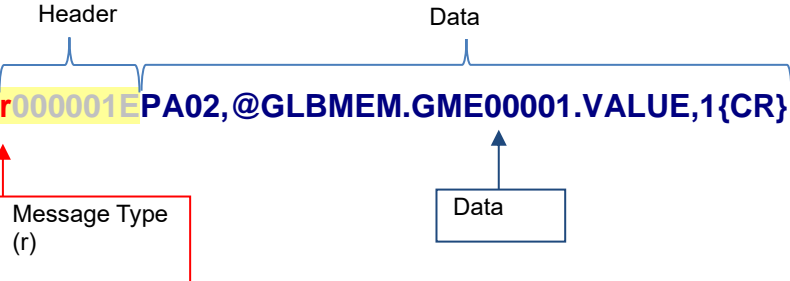 Header
Data
r000001EPA02,@GLBMEM.GME00001.VALUE,1{CR}
Message Type
(r)
Data